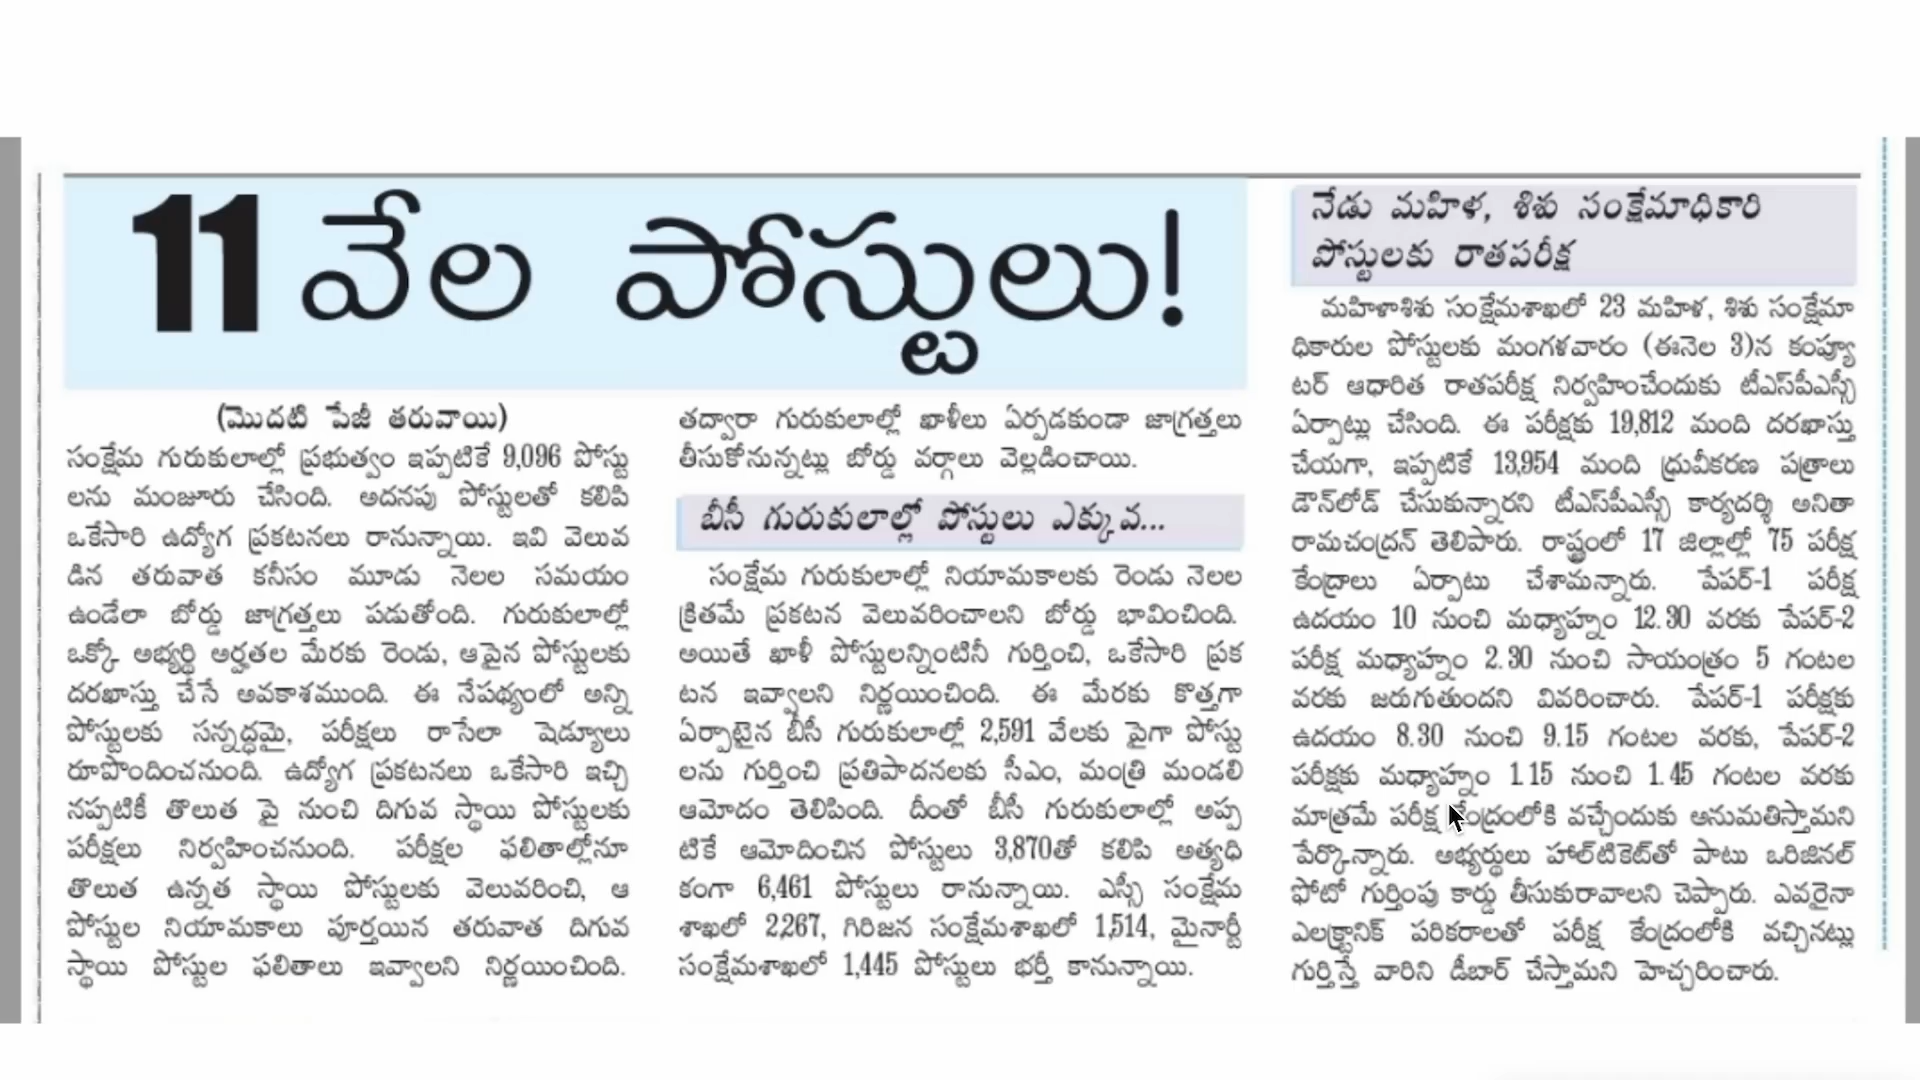 11 వేల పోస్టులు!
(మొదటి పేజీ తరువాయి)
సంక్షేమ గురుకులాల్లో ప్రభుత్వం ఇప్పటికే 9,096 పోస్టు
లను మంజూరు చేసింది. అదనపు పోస్టులతో కలిపి
ఒకేసారి ఉద్యోగ ప్రకటనలు రానున్నాయి. ఇవి వెలువ
డిన తరువాత కనీసం మూడు నెలల సమయం
ఉండేలా బోర్డు జాగ్రత్తలు పడుతోంది. గురుకులాల్లో
ఒక్కో అభ్యర్థి అర్హతల మేరకు రెండు, ఆపైన పోస్టులకు
దరఖాస్తు చేసే అవకాశముంది. ఈ నేపథ్యంలో అన్ని
పోస్టులకు సన్నద్ధమై, పరీక్షలు రాసేలా షెడ్యూలు
రూపొందించనుంది. ఉద్యోగ ప్రకటనలు ఒకేసారి ఇచ్చి
నప్పటికీ తొలుత పై నుంచి దిగువ స్థాయి పోస్టులకు
పరీక్షలు నిర్వహించనుంది. పరీక్షల ఫలితాల్లోనూ
తొలుత ఉన్నత స్థాయి పోస్టులకు వెలువరించి, ఆ
పోస్టుల నియామకాలు పూర్తయిన తరువాత దిగువ
స్థాయి పోస్టుల ఫలితాలు ఇవ్వాలని నిర్ణయించింది.
తద్వారా గురుకులాల్లో ఖాళీలు ఏర్పడకుండా జాగ్రత్తలు
తీసుకోనున్నట్లు బోర్డు వర్గాలు వెల్లడించాయి.
బీసీ గురుకులాల్లో పోస్టులు ఎక్కువ...
సంక్షేమ గురుకులాల్లో నియామకాలకు రెండు నెలల
క్రితమే ప్రకటన వెలువరించాలని బోర్డు భావించింది.
అయితే ఖాళీ పోస్టులన్నింటినీ గుర్తించి, ఒకేసారి ప్రక
టన ఇవ్వాలని నిర్ణయించింది. ఈ మేరకు కొత్తగా
ఏర్పాటైన బీసీ గురుకులాల్లో 2,591 వేలకు పైగా పోస్టు
లను గుర్తించి ప్రతిపాదనలకు సీఎం, మంత్రి మండలి
ఆమోదం తెలిపింది. దీంతో బీసీ గురుకులాల్లో అప్ప
టికే ఆమోదించిన పోస్టులు 3,870తో కలిపి అత్యధి
కంగా 6,461 పోస్టులు రానున్నాయి. ఎస్సీ సంక్షేమ
శాఖలో 2,267, గిరిజన సంక్షేమశాఖలో 1,514, మైనార్టీ
సంక్షేమశాఖలో 1,445 పోస్టులు భర్తీ కానున్నాయి.
నేడు మహిళ, శిశు సంక్షేమాధికారి
పోస్టులకు రాతపరీక్ష
మహిళాశిశు సంక్షేమశాఖలో 23 మహిళ, శిశు సంక్షేమా
ధికారుల పోస్టులకు మంగళవారం (ఈనెల 3)న కంప్యూ
టర్ ఆధారిత రాతపరీక్ష నిర్వహించేందుకు టీఎస్‌పీఎస్సీ
ఏర్పాట్లు చేసింది. ఈ పరీక్షకు 19,812 మంది దరఖాస్తు
చేయగా, ఇప్పటికే 13,954 మంది ధ్రువీకరణ పత్రాలు
డౌన్‌లోడ్ చేసుకున్నారని టీఎస్‌పీఎస్సీ కార్యదర్శి అనితా
రామచంద్రన్ తెలిపారు. రాష్ట్రంలో 17 జిల్లాల్లో 75 పరీక్ష
కేంద్రాలు ఏర్పాటు చేశామన్నారు. పేపర్-1 పరీక్ష
ఉదయం 10 నుంచి మధ్యాహ్నం 12.30 వరకు పేపర్-2
పరీక్ష మధ్యాహ్నం 2.30 నుంచి సాయంత్రం 5 గంటల
వరకు జరుగుతుందని వివరించారు. పేపర్-1 పరీక్షకు
ఉదయం 8.30 నుంచి 9.15 గంటల వరకు, పేపర్-2
పరీక్షకు మధ్యాహ్నం 1.15 నుంచి 1.45 గంటల వరకు
మాత్రమే పరీక్ష కేంద్రంలోకి వచ్చేందుకు అనుమతిస్తామని
పేర్కొన్నారు. అభ్యర్థులు హాల్‌టికెట్‌తో పాటు ఒరిజినల్
ఫోటో గుర్తింపు కార్డు తీసుకురావాలని చెప్పారు. ఎవరైనా
ఎలక్ట్రానిక్ పరికరాలతో పరీక్ష కేంద్రంలోకి వచ్చినట్లు
గుర్తిస్తే వారిని డీబార్ చేస్తామని హెచ్చరించారు.